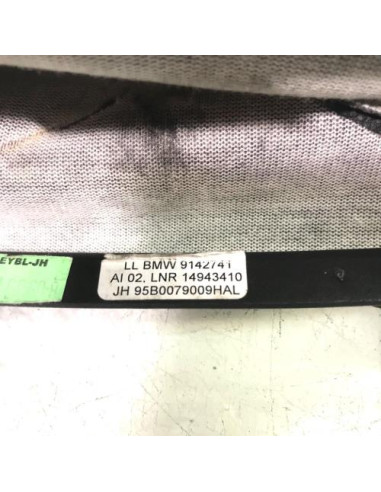 EYBL-JH
LL BMW 9142741
AI 02. LNR 14943410
JH 95B0079009HAL